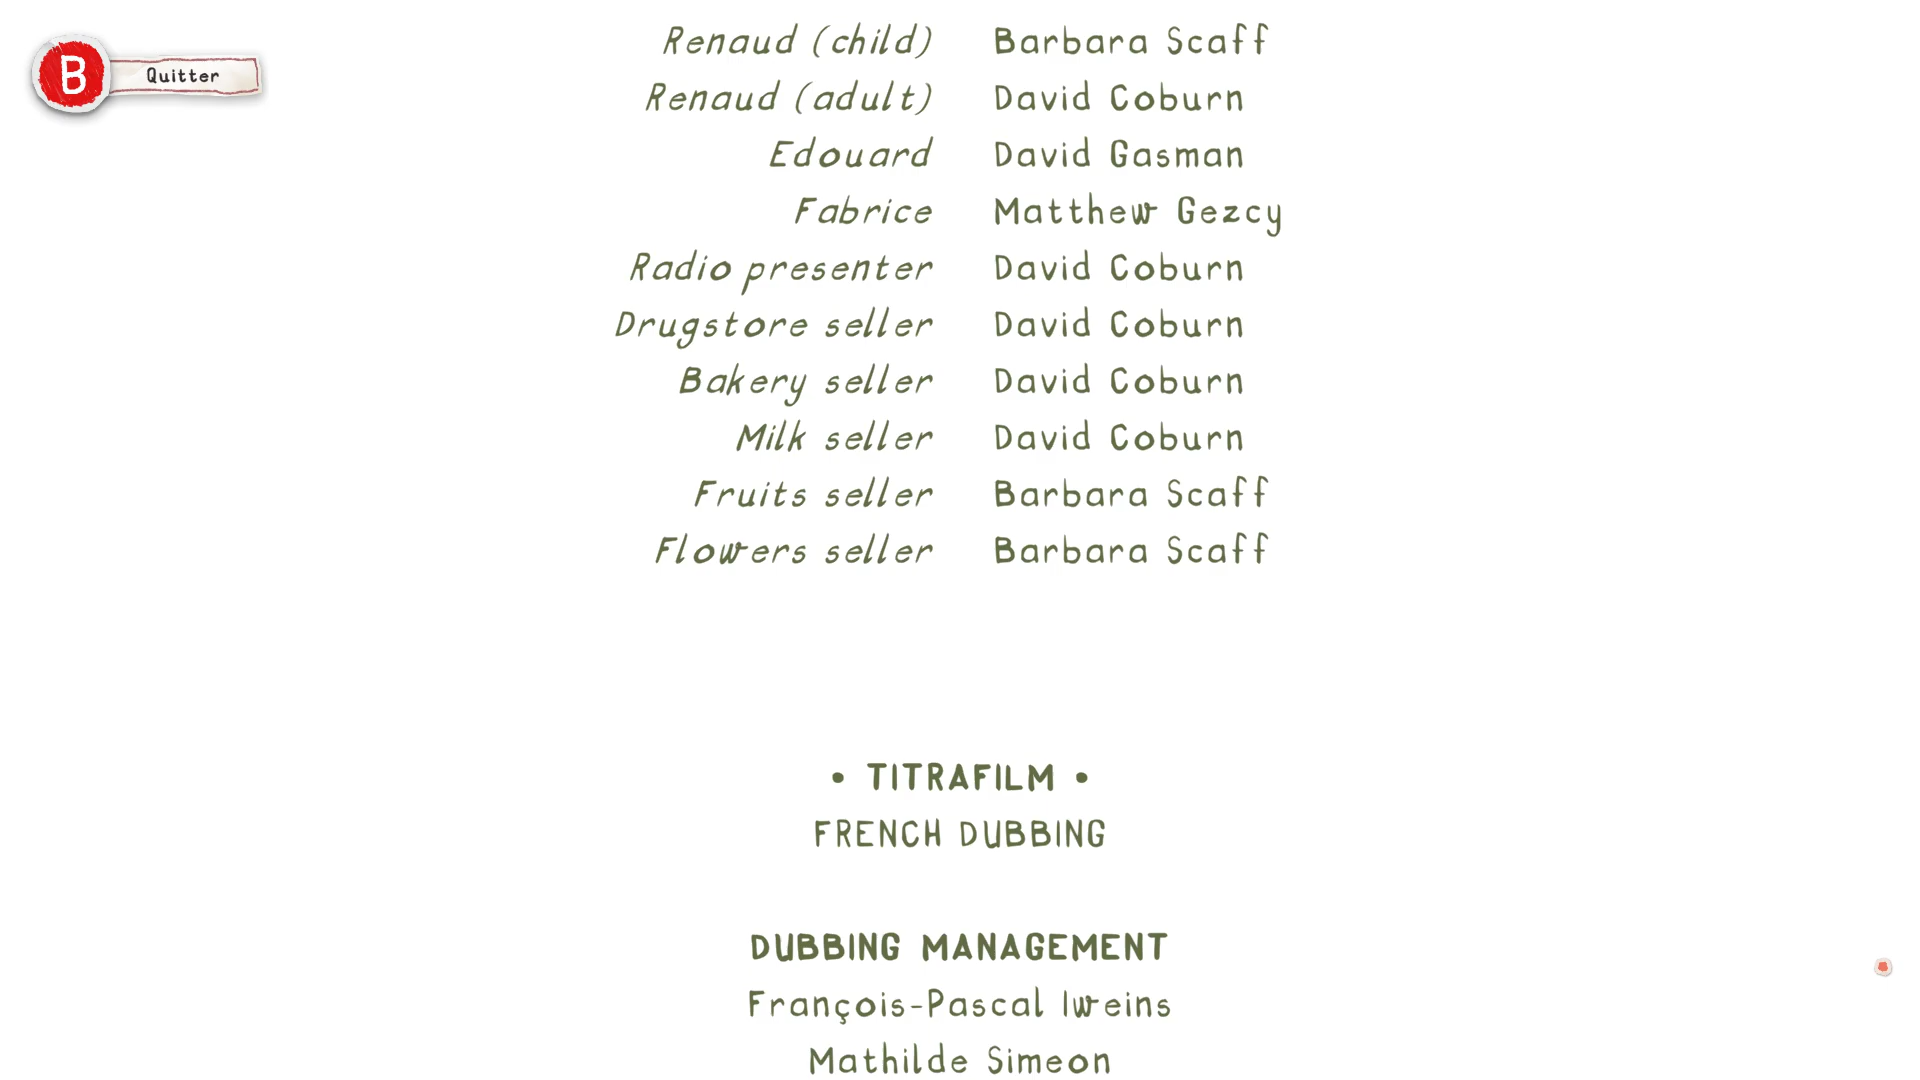 Renaud (child) Barbara Scaff
B Quitter
Renaud (adult) David Coburn
Edouard David Gasman
Fabrice Matthew Gezcy
Radio presenter David Coburn
Drugstore seller David Coburn
Bakery seller David Coburn
Milk seller David Coburn
Fruits seller Barbara Scaff
Flowers seller Barbara Scaff
• TITRAFILM •
FRENCH DUBBING
DUBBING MANAGEMENT
François-Pascal Iweins
Mathilde Simeon